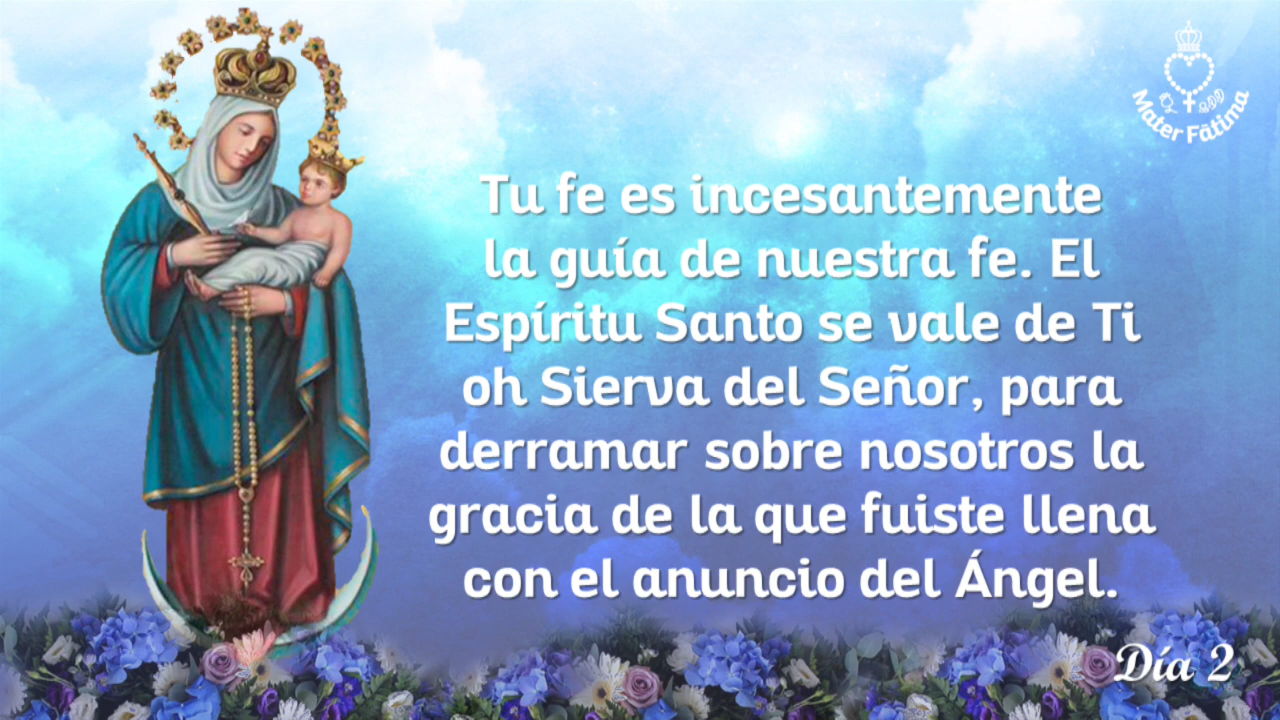 Mater Fátima
Tu fe es incesantemente
la guía de nuestra fe. El
Espíritu Santo se vale de Ti
oh Sierva del Señor, para
derramar sobre nosotros la
gracia de la que fuiste llena
con el anuncio del Ángel.
Día 2